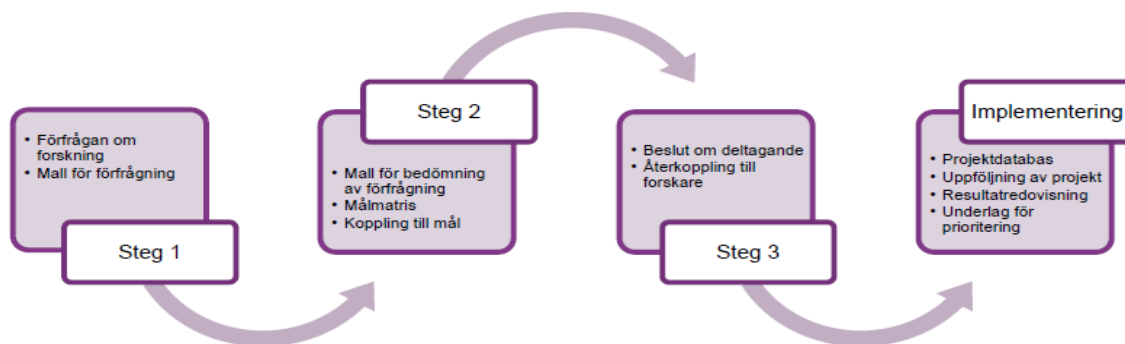 • Förfrågan om
forskning
• Mall för förfrågning
Steg 1
Steg 2
• Mall för bedömning
av förfrågning
• Målmatris
• Koppling till mål
• Beslut om deltagande
• Återkoppling till
forskare
Steg 3
Implementering
• Projektdatabas
• Uppföljning av projekt
• Resultatredovisning
• Underlag för
prioritering